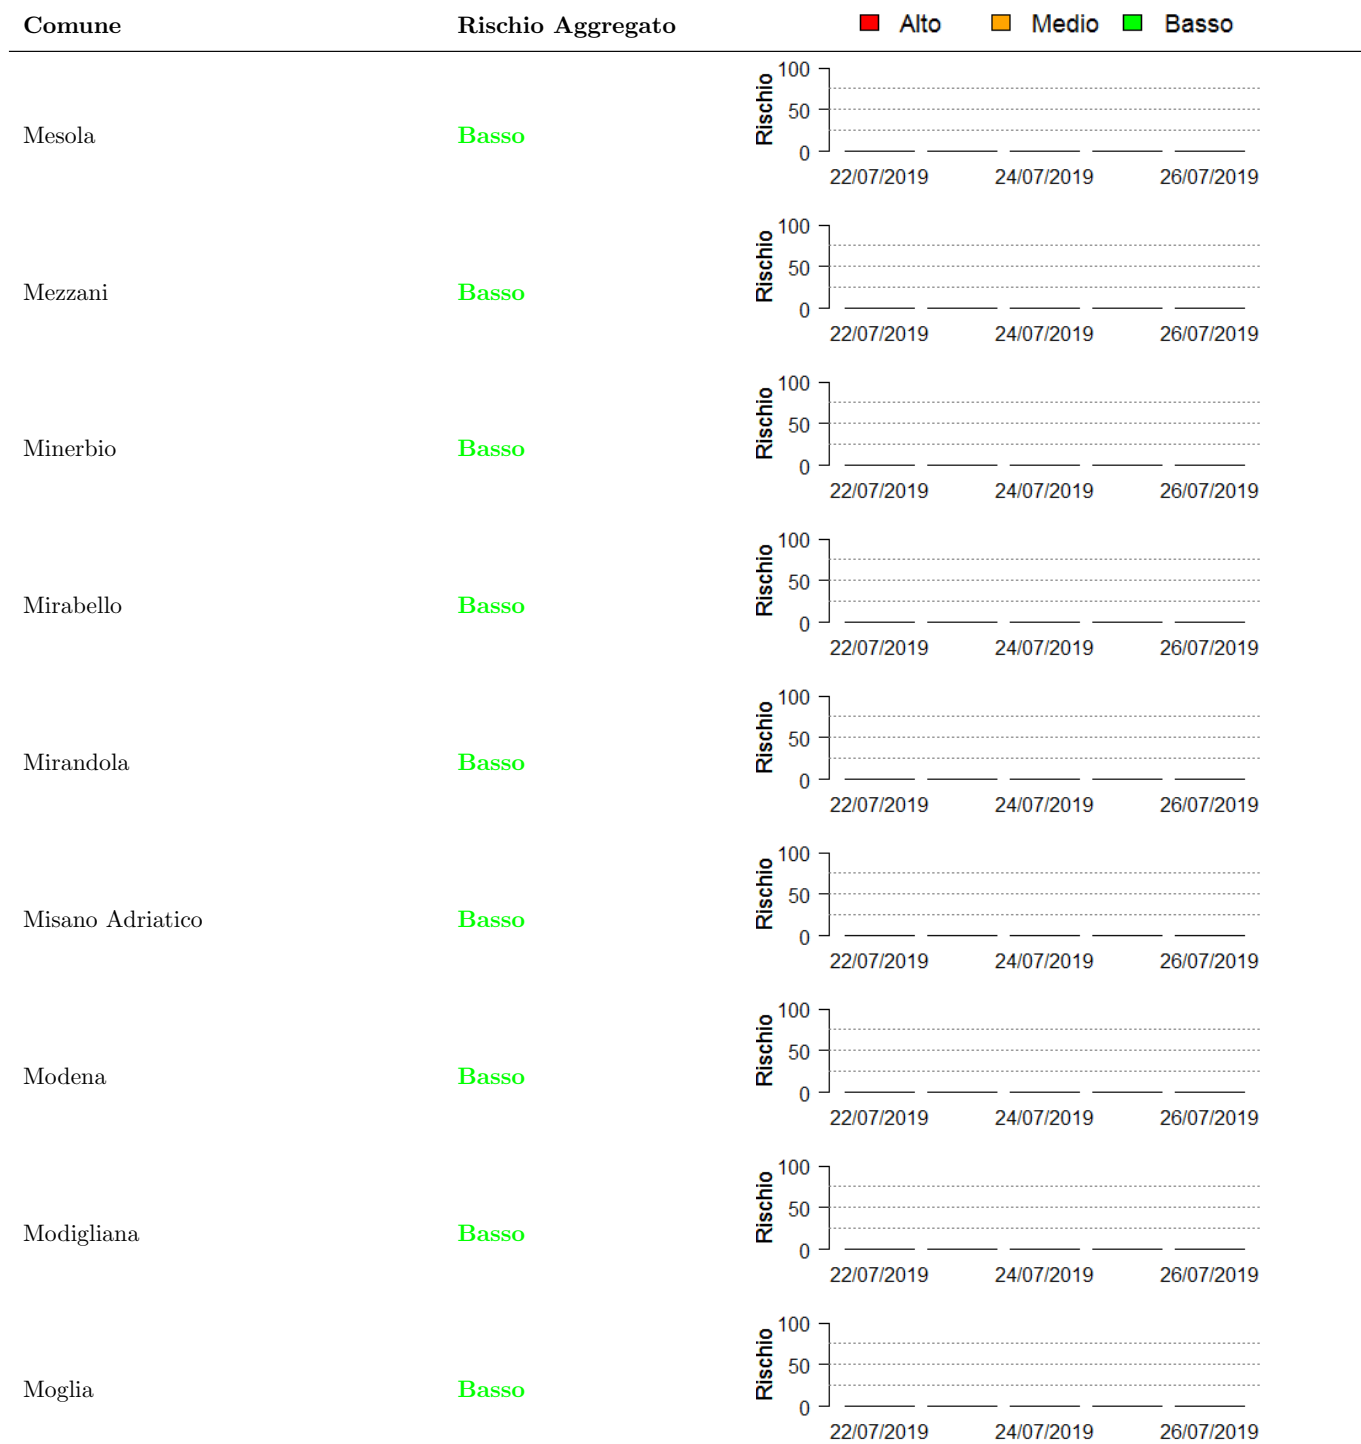 Comune Rischio Aggregato Alto Medio Basso
100
50
0
Rischio
Mesola Basso
22/07/2019 24/07/2019 26/07/2019
100
50
0
Rischio
Mezzani Basso
22/07/2019 24/07/2019 26/07/2019
100
50
0
Rischio
Minerbio Basso
22/07/2019 24/07/2019 26/07/2019
100
50
0
Rischio
Mirabello Basso
22/07/2019 24/07/2019 26/07/2019
100
50
0
Rischio
Mirandola Basso
22/07/2019 24/07/2019 26/07/2019
100
50
0
Rischio
Misano Adriatico Basso
22/07/2019 24/07/2019 26/07/2019
100
50
0
Rischio
Modena Basso
22/07/2019 24/07/2019 26/07/2019
100
50
0
Rischio
Modigliana Basso
22/07/2019 24/07/2019 26/07/2019
100
50
0
Rischio
Moglia Basso
22/07/2019 24/07/2019 26/07/2019